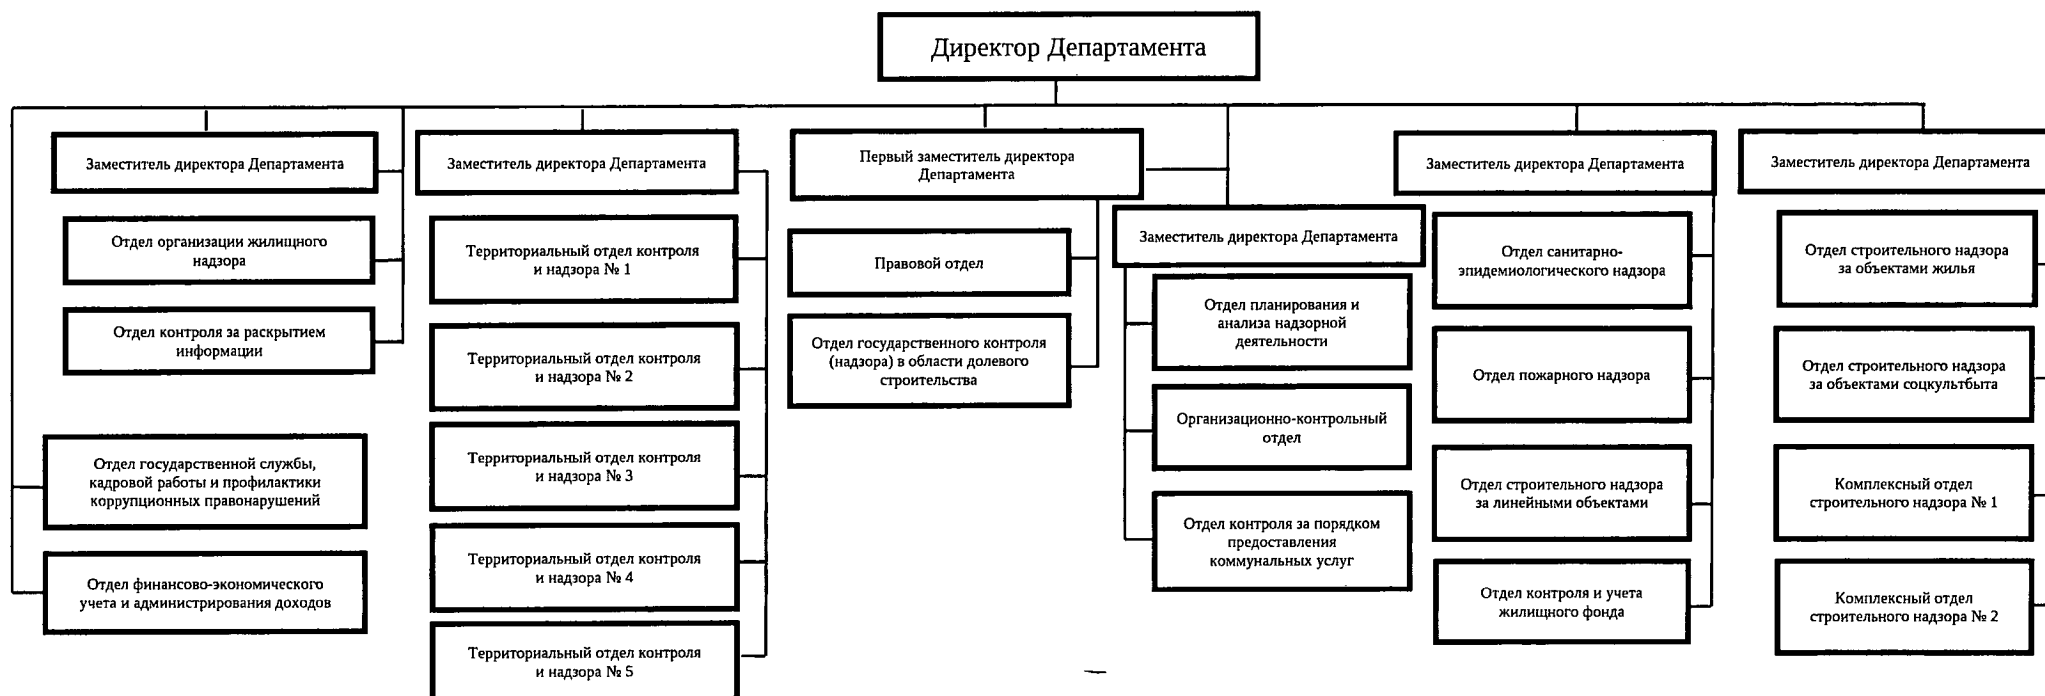 Директор Департамента
Заместитель директора Департамента
Отдел организации жилищного
надзора
Отдел контроля за раскрытием
информации
Отдел государственной службы,
кадровой работы и профилактики
коррупционных правонарушений
Отдел финансово-экономического
учета и администрирования доходов
Заместитель директора Департамента
Территориальный отдел контроля
и надзора № 1
Территориальный отдел контроля
и надзора № 2
Территориальный отдел контроля
и надзора № 3
Территориальный отдел контроля
и надзора № 4
Территориальный отдел контроля
и надзора № 5
Первый заместитель директора
Департамента
Правовой отдел
Отдел государственного контроля
(надзора) в области долевого
строительства
Заместитель директора Департамента
Отдел планирования и
анализа надзорной
деятельности
Организационно-контрольный
отдел
Отдел контроля за порядком
предоставления
коммунальных услуг
Заместитель директора Департамента
Отдел санитарно-
эпидемиологического надзора
Отдел пожарного надзора
Отдел строительного надзора
за линейными объектами
Отдел контроля и учета
жилищного фонда
Заместитель директора Департамента
Отдел строительного надзора
за объектами жилья
Отдел строительного надзора
за объектами соцкультбыта
Комплексный отдел
строительного надзора № 1
Комплексный отдел
строительного надзора № 2